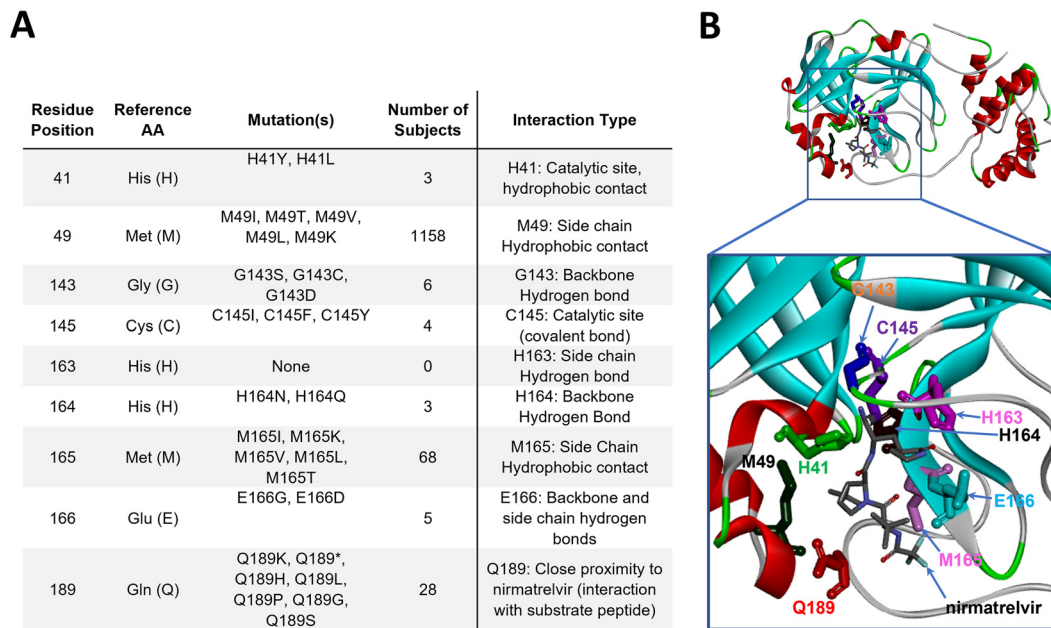 A
Residue Position Reference AA Mutation(s) Number of Subjects Interaction Type
41 His (H) H41Y, H41L 3 H41: Catalytic site, hydrophobic contact
49 Met (M) M49I, M49T, M49V, M49L, M49K 1158 M49: Side chain Hydrophobic contact
143 Gly (G) G143S, G143C, G143D 6 G143: Backbone Hydrogen bond
145 Cys (C) C145I, C145F, C145Y 4 C145: Catalytic site (covalent bond)
163 His (H) None 0 H163: Side chain Hydrogen bond
164 His (H) H164N, H164Q 3 H164: Backbone Hydrogen Bond
165 Met (M) M165I, M165K, M165V, M165L, M165T 68 M165: Side Chain Hydrophobic contact
166 Glu (E) E166G, E166D 5 E166: Backbone and side chain hydrogen bonds
189 Gln (Q) Q189K, Q189*, Q189H, Q189L, Q189P, Q189G, Q189S 28 Q189: Close proximity to nirmatrelvir (interaction with substrate peptide)
B
G143
C145
H163
H164
M49
H41
E166
M165
Q189
nirmatrelvir